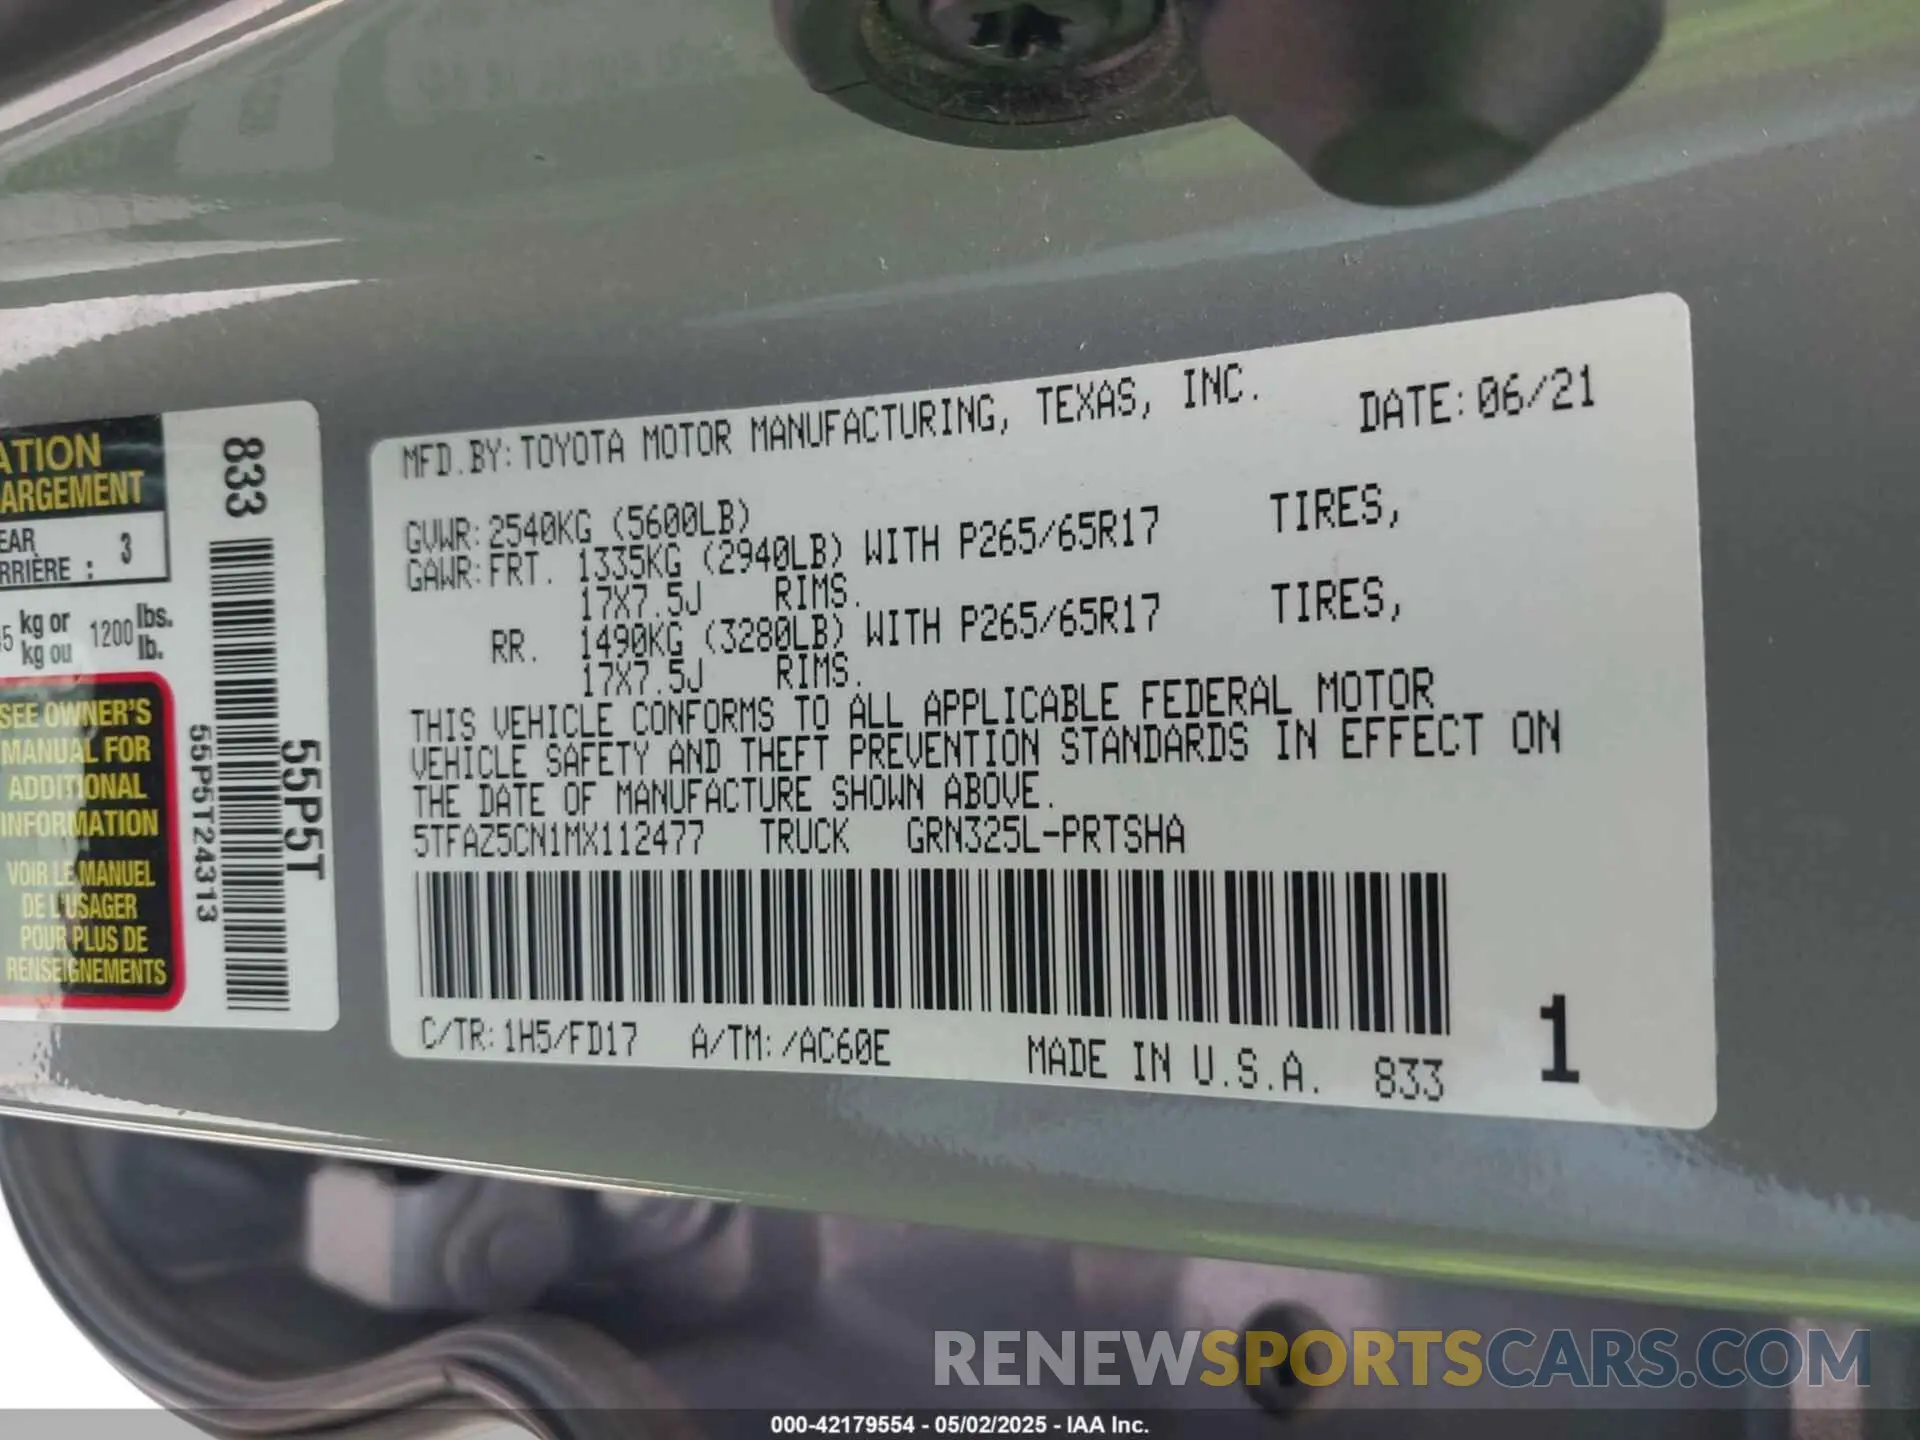 ATION
ARGEMENT
EAR
RRIÈRE : 3
5 kg or 1200 lbs.
kg ou lb.
SEE OWNER'S
MANUAL FOR
ADDITIONAL
INFORMATION
VOIR LE MANUEL
DE L'USAGER
POUR PLUS DE
RENSEIGNEMENTS
833
55P5T24313
55P5T
MFD.BY:TOYOTA MOTOR MANUFACTURING, TEXAS, INC. DATE:06/21
GVWR:2540KG (5600LB)
GAWR:FRT. 1335KG (2940LB) WITH P265/65R17 TIRES,
17X7.5J RIMS.
RR. 1490KG (3280LB) WITH P265/65R17 TIRES,
17X7.5J RIMS.
THIS VEHICLE CONFORMS TO ALL APPLICABLE FEDERAL MOTOR
VEHICLE SAFETY AND THEFT PREVENTION STANDARDS IN EFFECT ON
THE DATE OF MANUFACTURE SHOWN ABOVE.
5TFAZ5CN1MX112477 TRUCK GRN325L-PRTSHA
C/TR:1H5/FD17 A/TM:/AC60E MADE IN U.S.A. 833 1
RENEWSPORTSCARS.COM
000-42179554 - 05/02/2025 - IAA Inc.